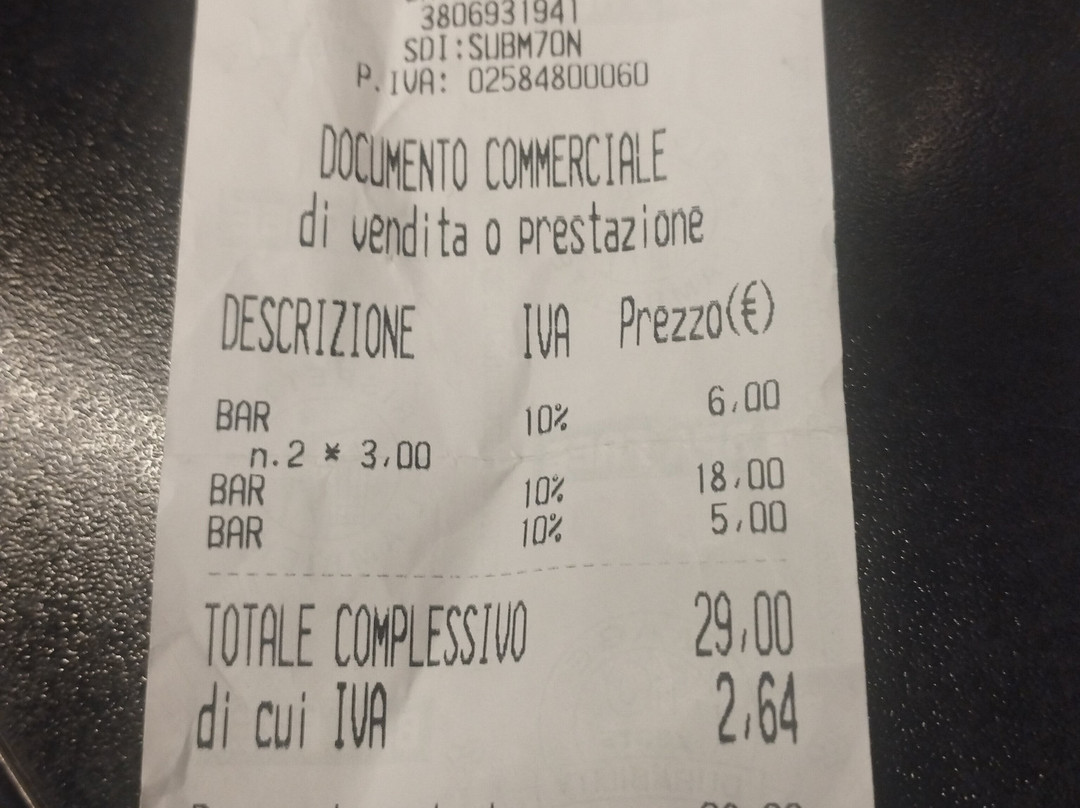 3806931941
SDI:SUBM70N
P.IVA: 02584800060
DOCUMENTO COMMERCIALE
di vendita o prestazione
DESCRIZIONE IVA Prezzo(€)
BAR 10% 6,00
n.2 * 3,00
BAR 10% 18,00
BAR 10% 5,00
TOTALE COMPLESSIVO 29,00
di cui IVA 2,64